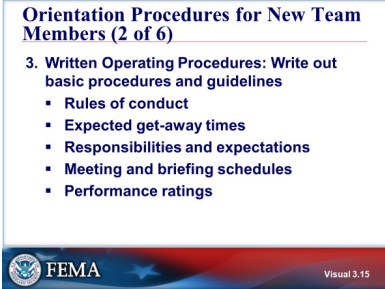 Orientation Procedures for New Team
Members (2 of 6)
3. Written Operating Procedures: Write out
basic procedures and guidelines
▪ Rules of conduct
▪ Expected get-away times
▪ Responsibilities and expectations
▪ Meeting and briefing schedules
▪ Performance ratings
FEMA
Visual 3.15